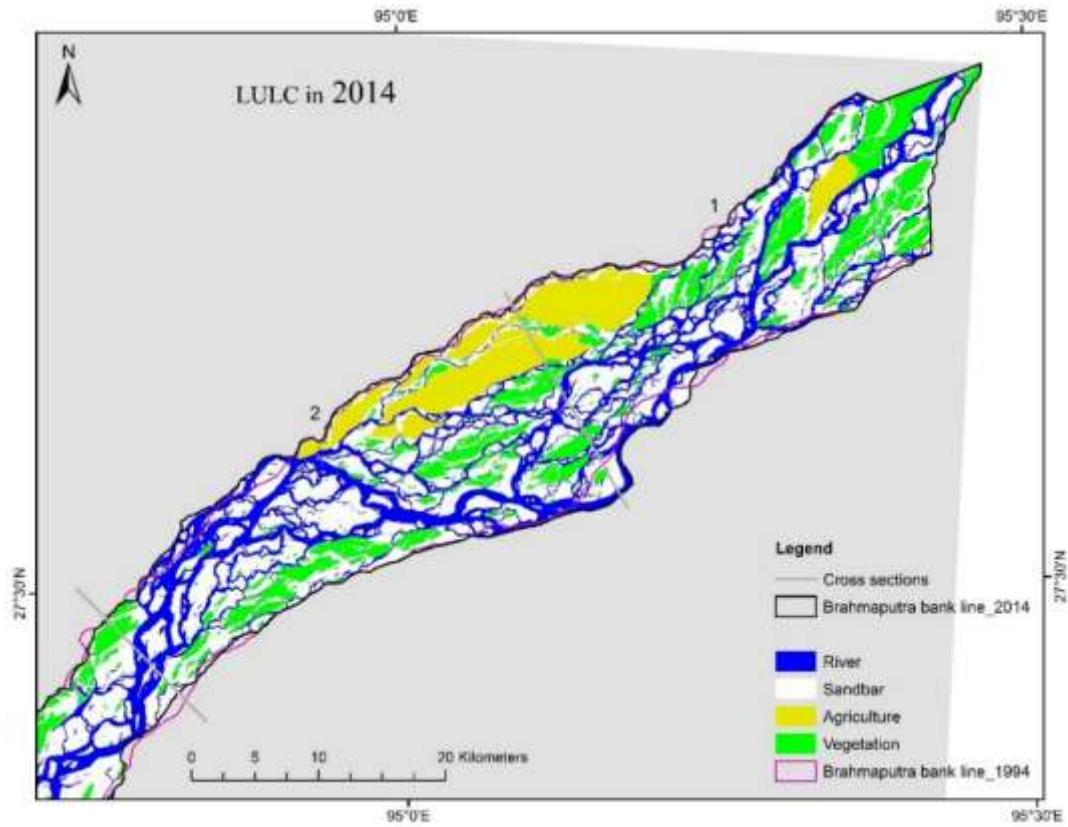 95°0'E 95°30'E
N
LULC in 2014
1
2
27°30'N 27°30'N
Legend
Cross sections
Brahmaputra bank line_2014
River
Sandbar
Agriculture
Vegetation
Brahmaputra bank line_1994
0 5 10 20 Kilometers
95°0'E 95°30'E